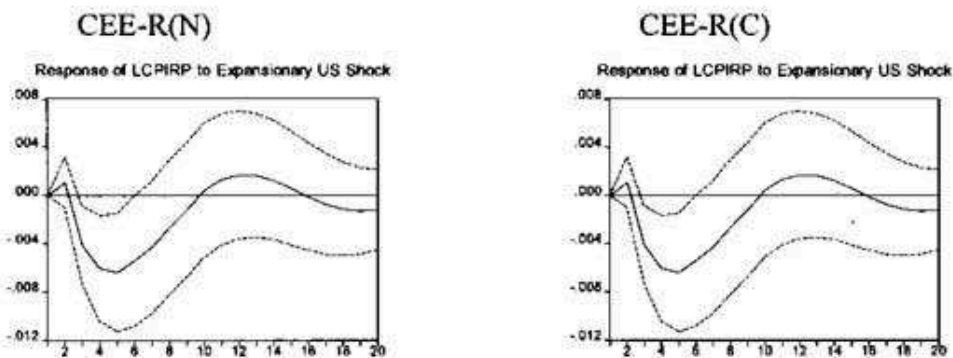 CEE-R(N)
CEE-R(C)
Response of LCPIRP to Expansionary US Shock
Response of LCPIRP to Expansionary US Shock
.008
.004
.000
-.004
-.008
-.012
2 4 6 8 10 12 14 16 18 20
.008
.004
.000
-.004
-.008
-.012
2 4 6 8 10 12 14 16 18 20